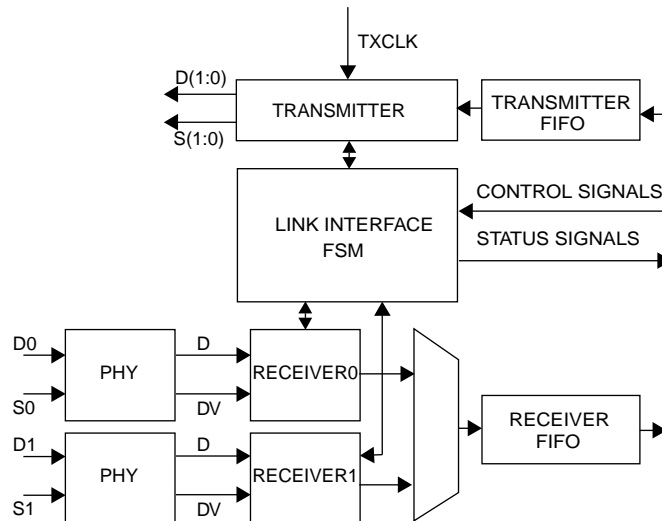 TXCLK
D(1:0)
S(1:0)
TRANSMITTER
TRANSMITTER
FIFO
LINK INTERFACE
FSM
CONTROL SIGNALS
STATUS SIGNALS
D0
S0
PHY
D
DV
RECEIVER0
D1
S1
PHY
D
DV
RECEIVER1
RECEIVER
FIFO